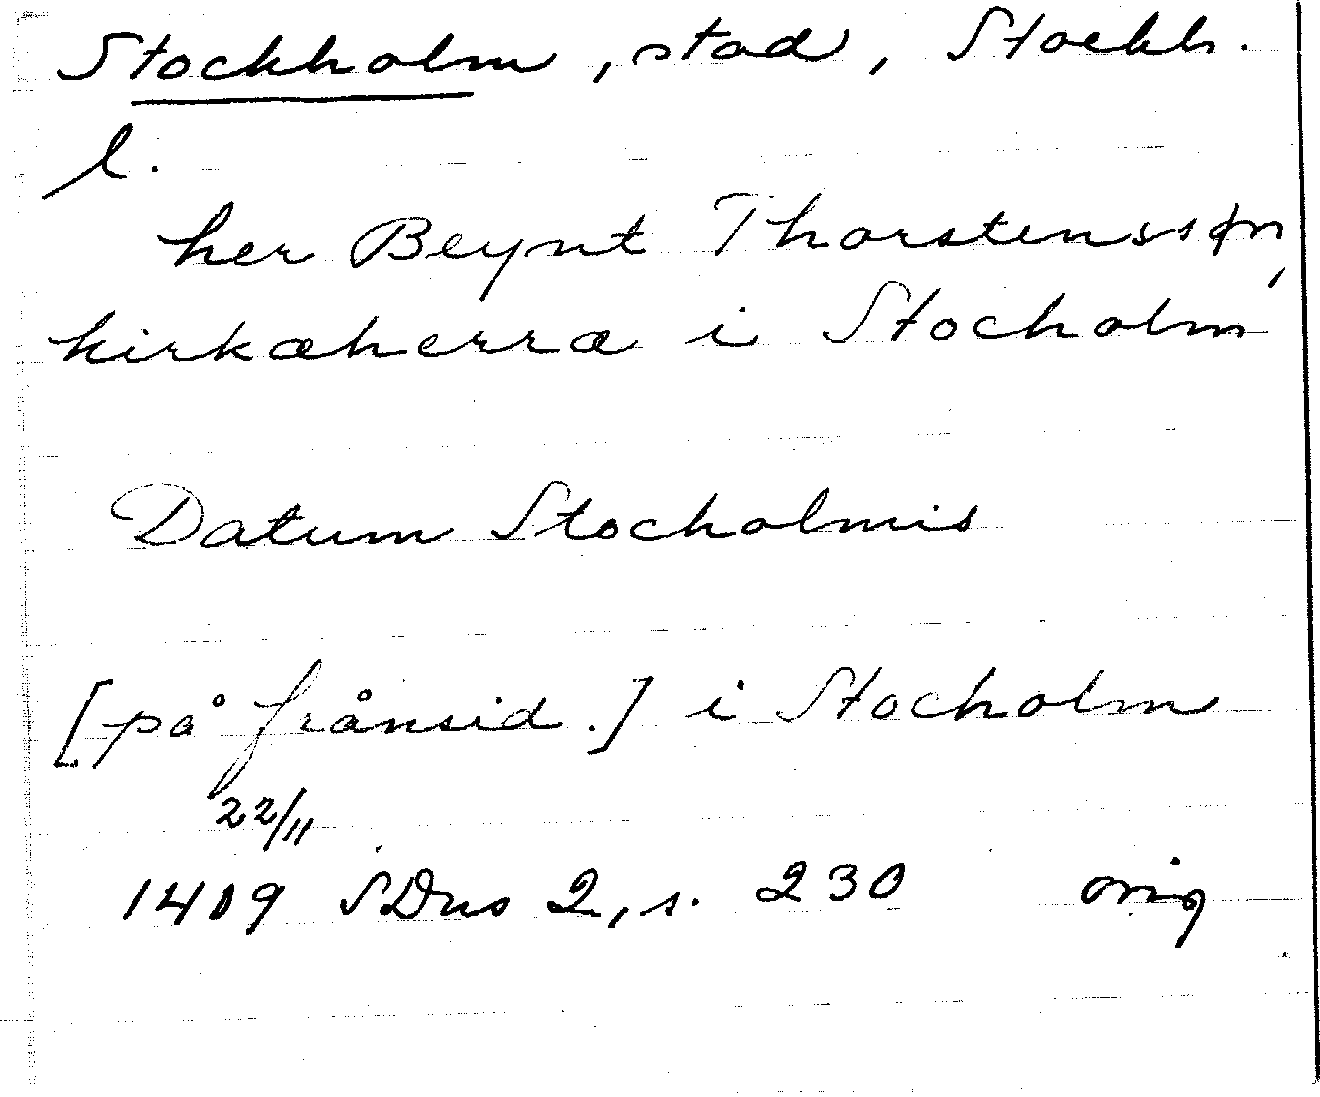 Stockholm, stad, Stockh.
l.
her Beynt Thorstensson,
kirkæherra i Stocholm
Datum Stocholmis
[på frånsid.] i Stocholm
22/11
1409 SDns 2, s. 230 orig